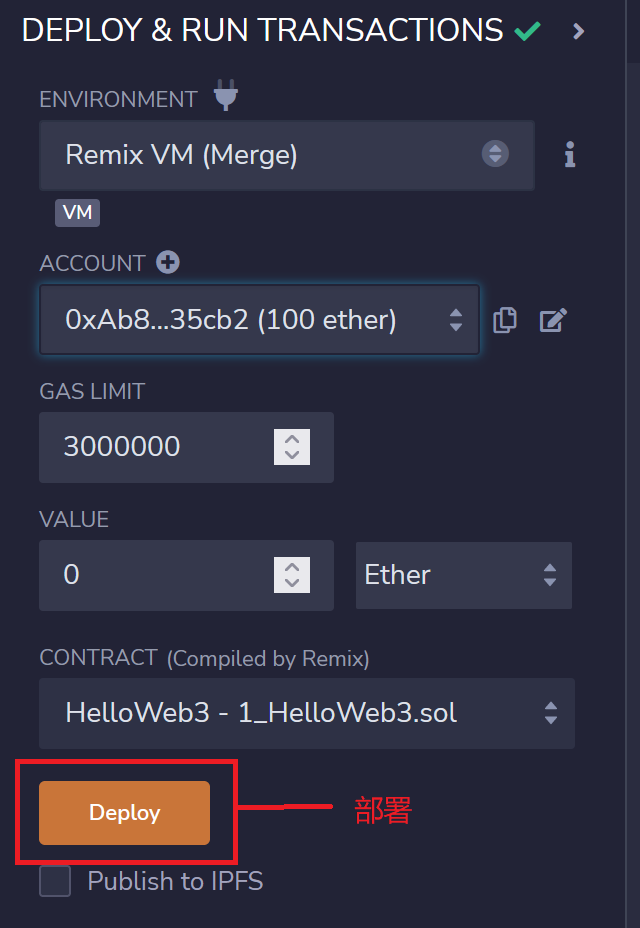 DEPLOY & RUN TRANSACTIONS
ENVIRONMENT
Remix VM (Merge)
VM
ACCOUNT
0xAb8...35cb2 (100 ether)
GAS LIMIT
3000000
VALUE
0 Ether
CONTRACT (Compiled by Remix)
HelloWeb3 - 1_HelloWeb3.sol
Deploy 部署
Publish to IPFS